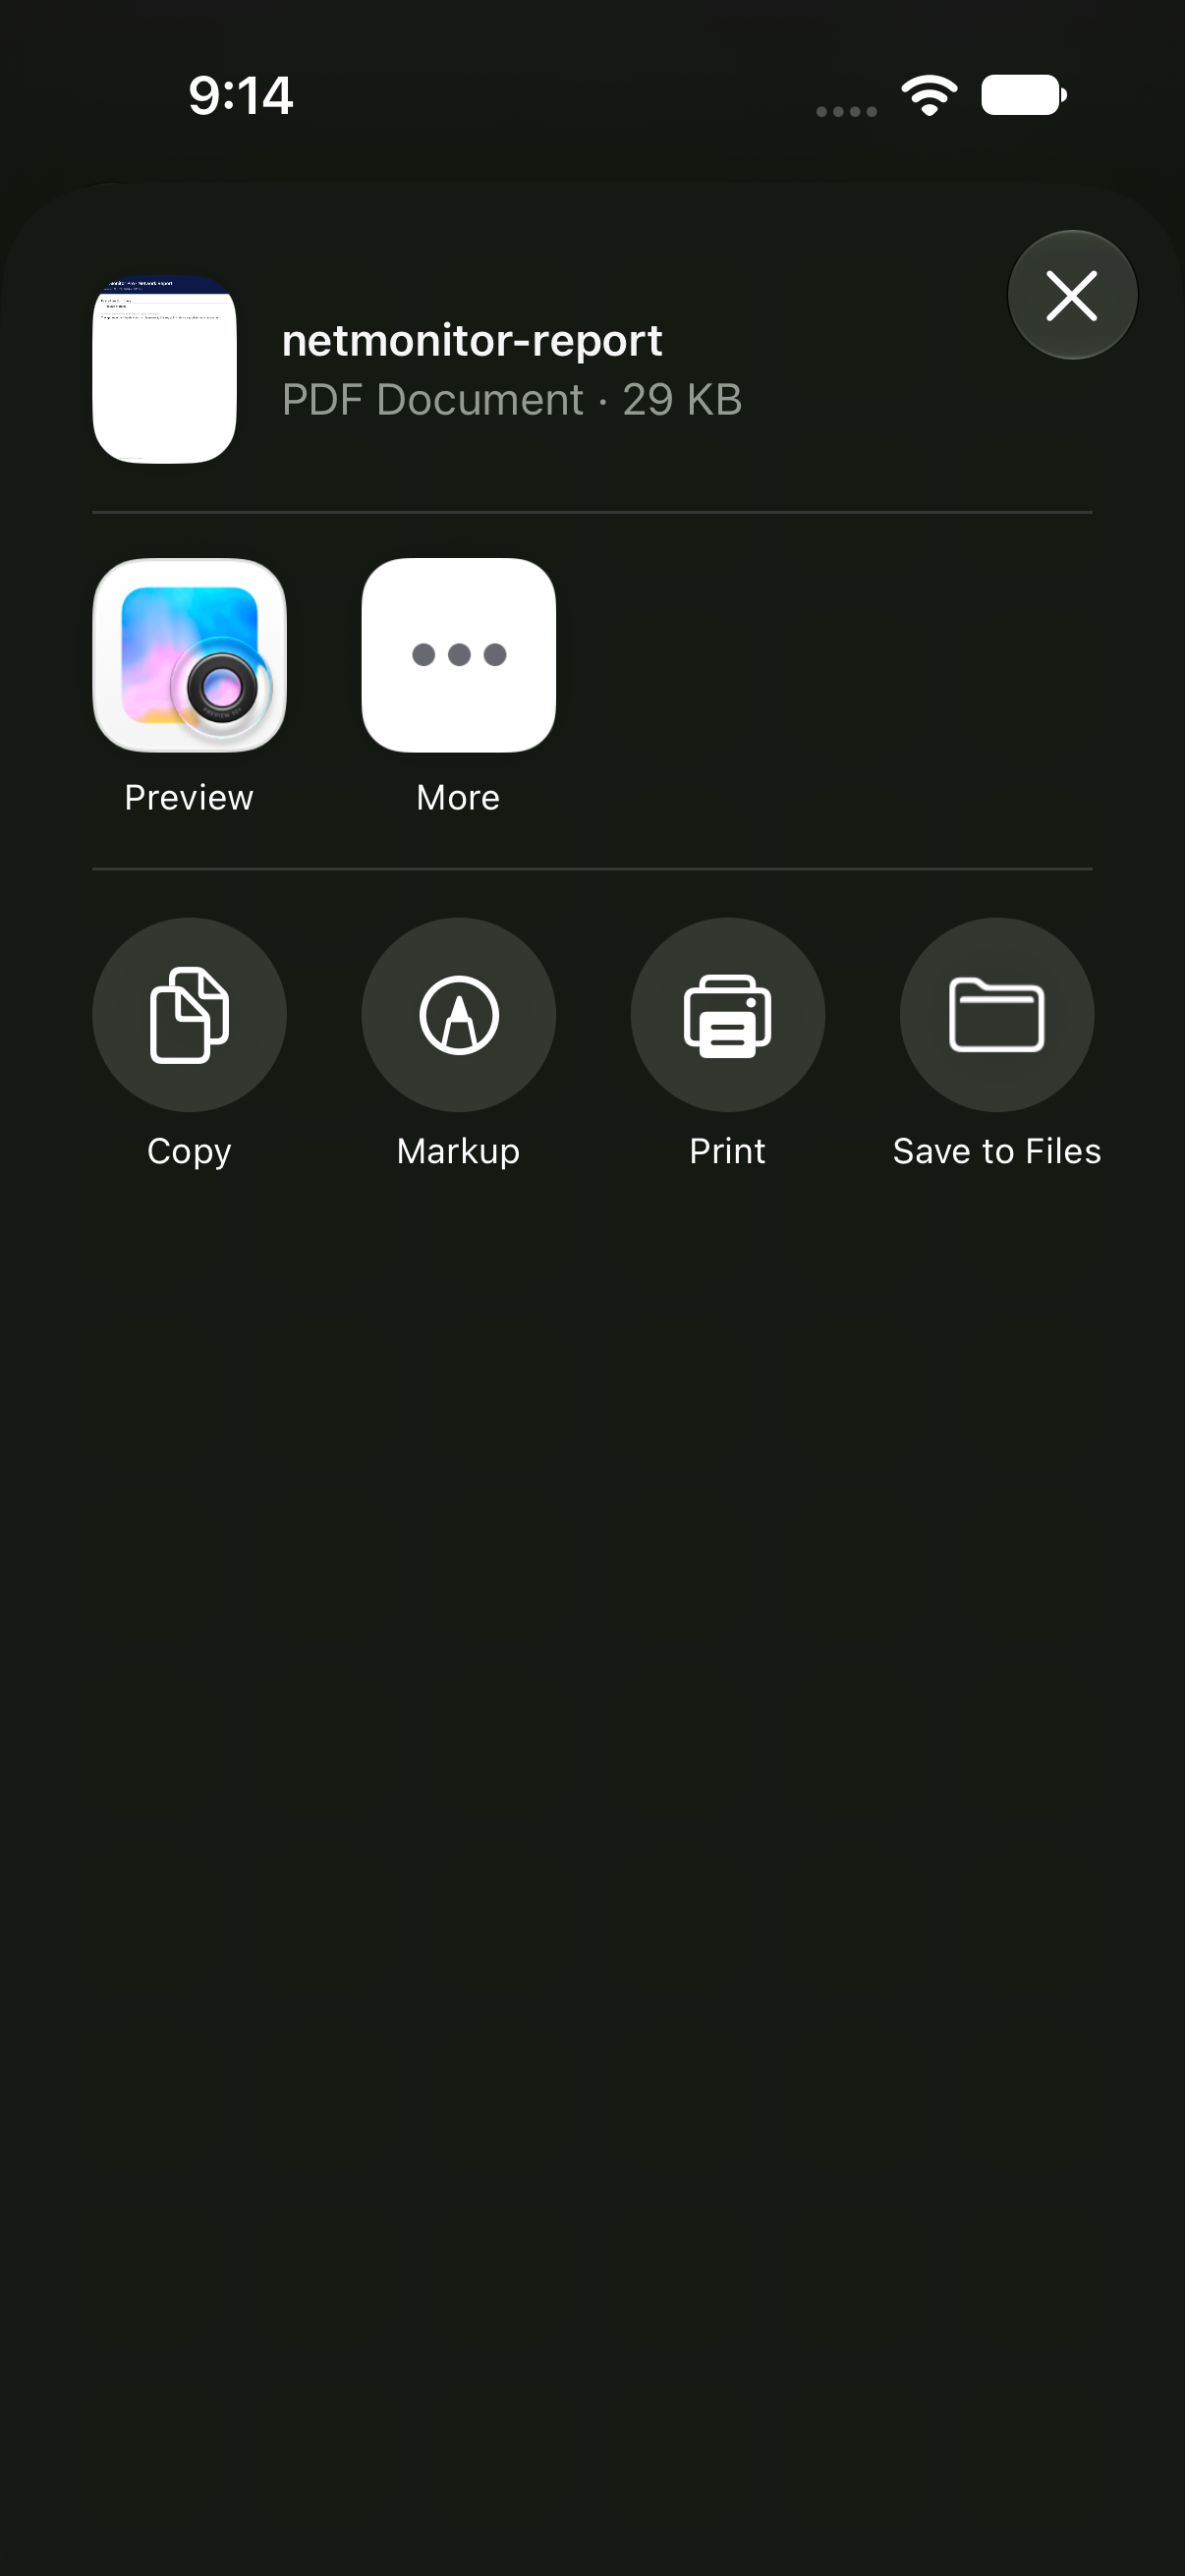 9:14
netmonitor-report
PDF Document · 29 KB
Preview
More
Copy
Markup
Print
Save to Files